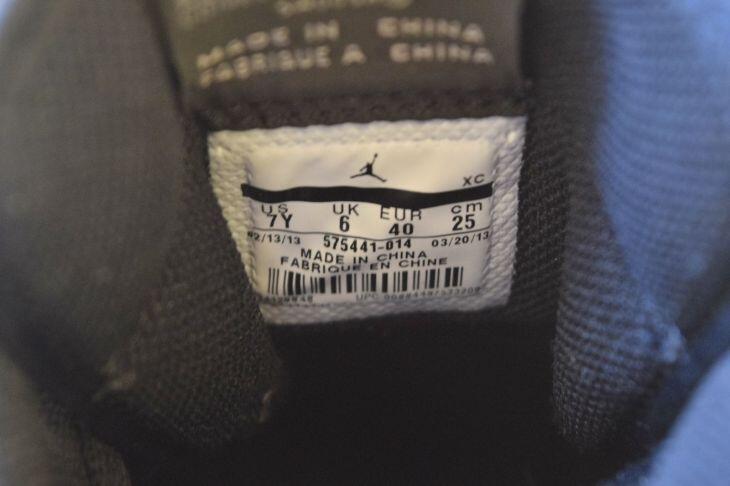 MADE IN CHINA
FABRIQUE A CHINA
XC
US UK EUR cm
7Y 6 40 25
02/13/13 575441-014 03/20/13
MADE IN CHINA
FABRIQUE EN CHINE
UPC